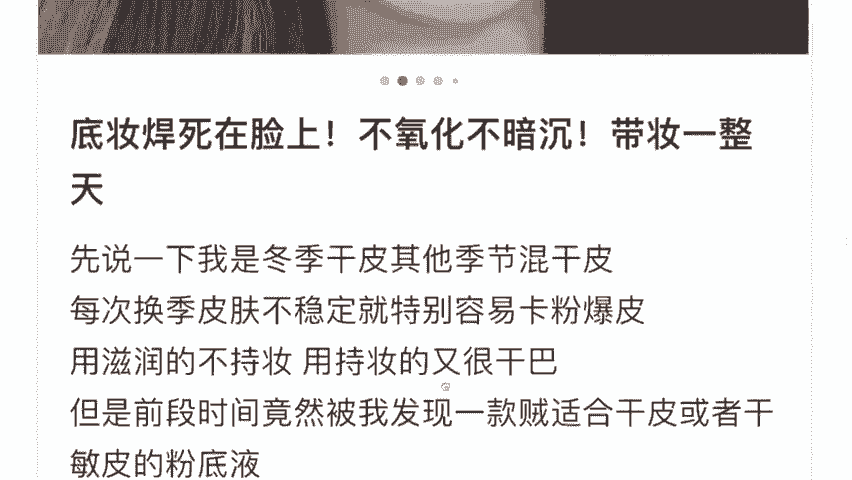 底妆焊死在脸上！不氧化不暗沉！带妆一整
天
先说一下我是冬季干皮其他季节混干皮
每次换季皮肤不稳定就特别容易卡粉爆皮
用滋润的不持妆 用持妆的又很干巴
但是前段时间竟然被我发现一款贼适合干皮或者干
敏皮的粉底液